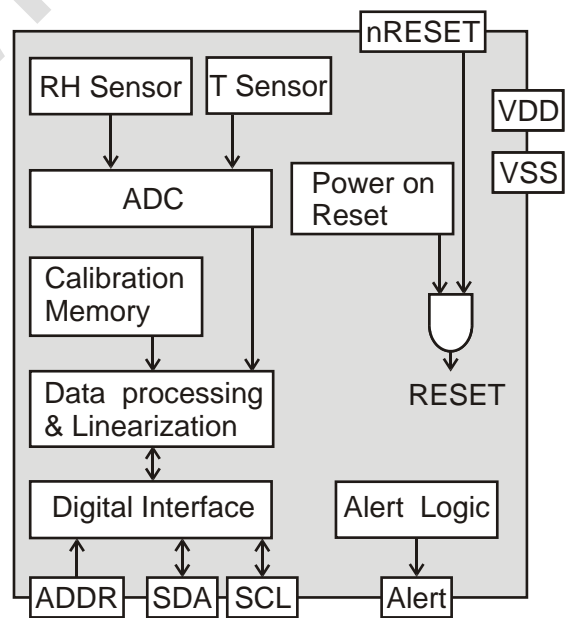 nRESET
RH Sensor
T Sensor
VDD
VSS
ADC
Power on
Reset
Calibration
Memory
RESET
Data processing
& Linearization
Digital Interface
Alert Logic
ADDR
SDA
SCL
Alert